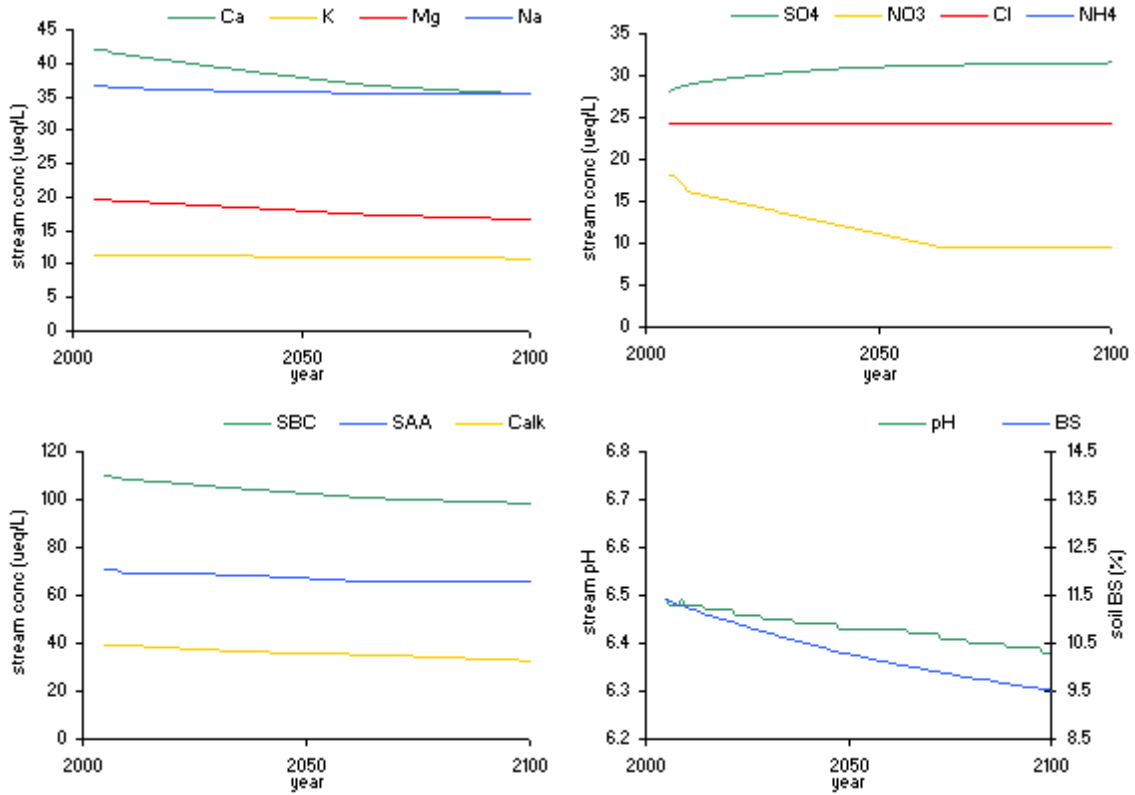 Ca K Mg Na
45
40
35
30
25
20
15
10
5
0
stream conc (ueq/L)
2000 2050 2100
year
SO4 NO3 Cl NH4
35
30
25
20
15
10
5
0
stream conc (ueq/L)
2000 2050 2100
year
SBC SAA Calk
120
100
80
60
40
20
0
stream conc (ueq/L)
2000 2050 2100
year
pH BS
6.8
6.7
6.6
6.5
6.4
6.3
6.2
stream pH
14.5
13.5
12.5
11.5
10.5
9.5
8.5
soil BS (%)
2000 2050 2100
year